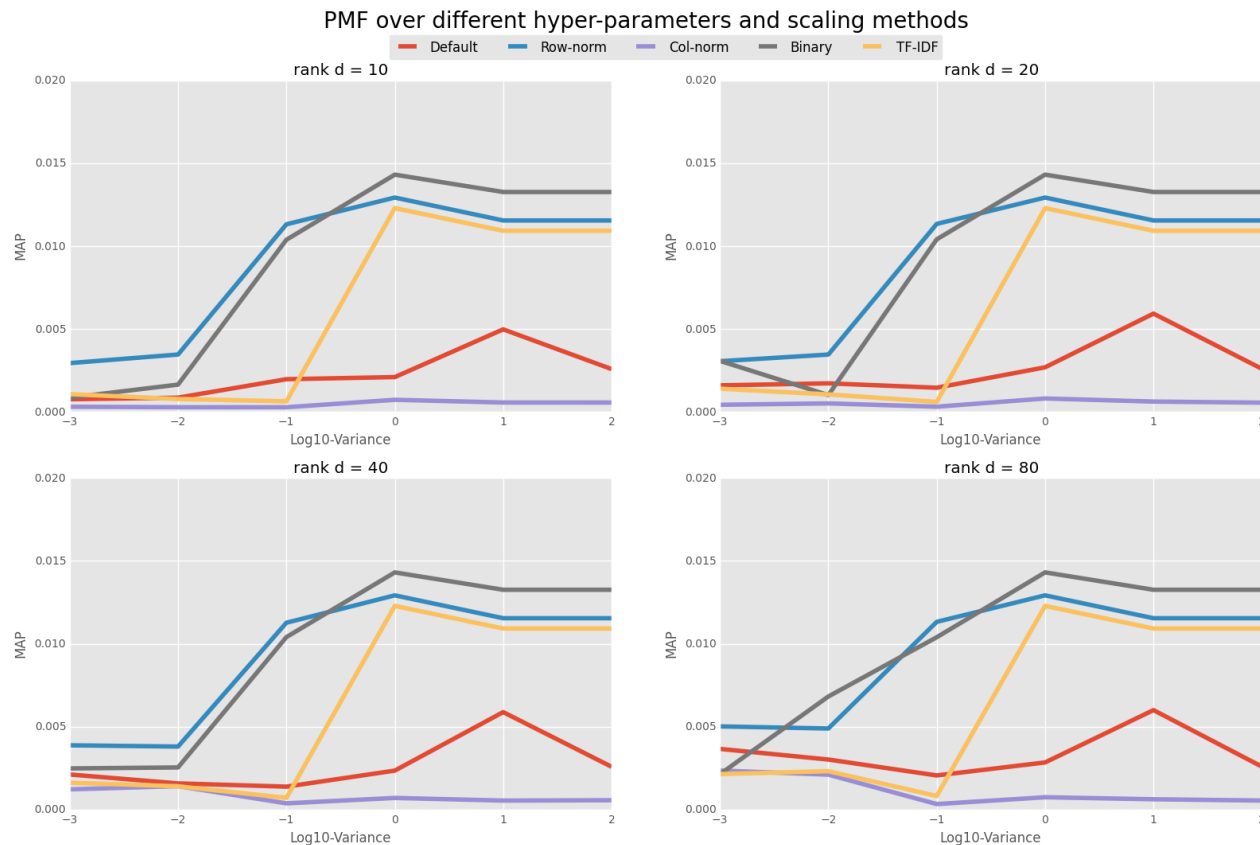 PMF over different hyper-parameters and scaling methods
Default Row-norm Col-norm Binary TF-IDF
rank d = 10
0.020
0.015
0.010
0.005
0.000
MAP
−3 −2 −1 0 1 2
Log10-Variance
rank d = 20
0.020
0.015
0.010
0.005
0.000
MAP
−3 −2 −1 0 1 2
Log10-Variance
rank d = 40
0.020
0.015
0.010
0.005
0.000
MAP
−3 −2 −1 0 1 2
Log10-Variance
rank d = 80
0.020
0.015
0.010
0.005
0.000
MAP
−3 −2 −1 0 1 2
Log10-Variance